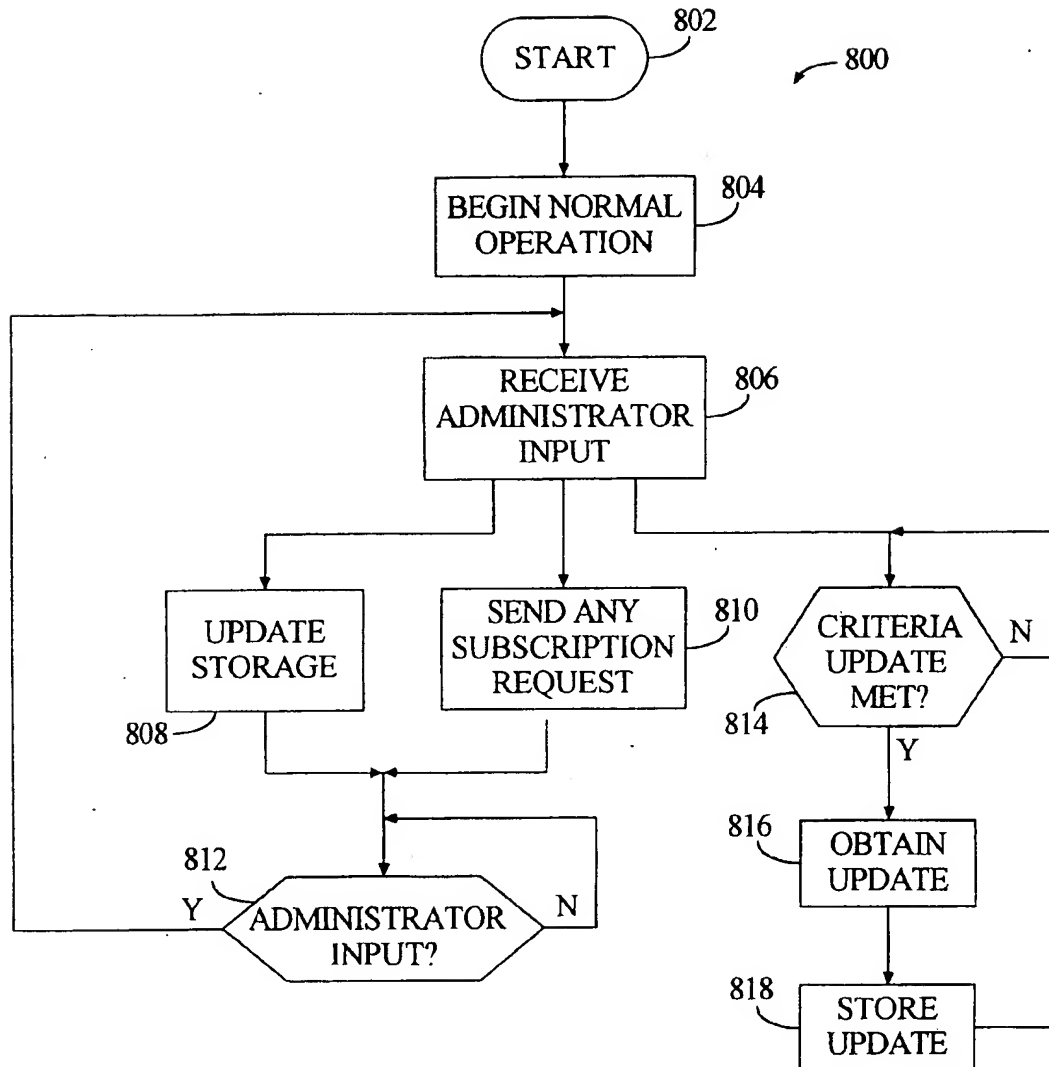 START
802
800
BEGIN NORMAL
OPERATION
804
RECEIVE
ADMINISTRATOR
INPUT
806
UPDATE
STORAGE
808
SEND ANY
SUBSCRIPTION
REQUEST
810
CRITERIA
UPDATE
MET?
N
814
Y
812
Y
ADMINISTRATOR
INPUT?
N
816
OBTAIN
UPDATE
818
STORE
UPDATE